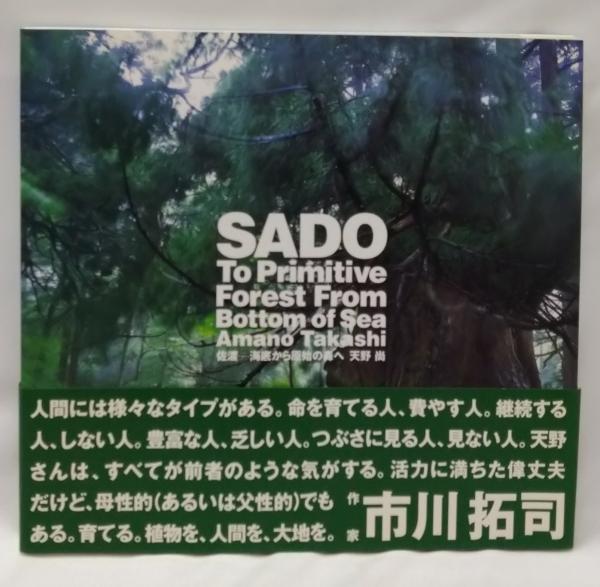 SADO
To Primitive
Forest From
Bottom of Sea
Amano Takashi
佐渡 海底から原始の森へ 天野 尚
人間には様々なタイプがある。命を育てる人、費やす人。継続する
人、しない人。豊富な人、乏しい人。つぶさに見る人、見ない人。天野
さんは、すべてが前者のような気がする。活力に満ちた偉丈夫
だけど、母性的(あるいは父性的)でも
ある。育てる。植物を、人間を、大地を。
作家 市川 拓司